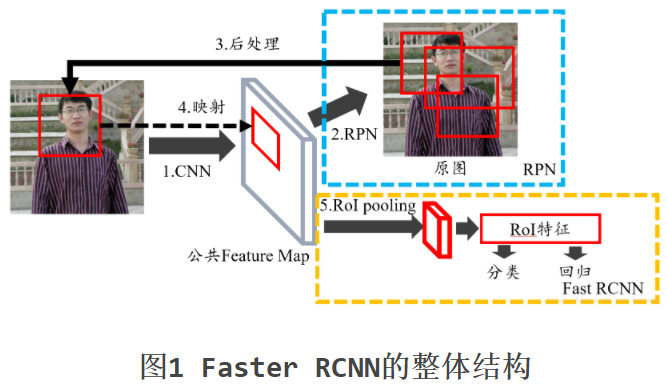 3.后处理
4.映射
1.CNN
2.RPN
原图
RPN
公共Feature Map
5.RoI pooling
RoI特征
分类
回归
Fast RCNN
图1 Faster RCNN的整体结构